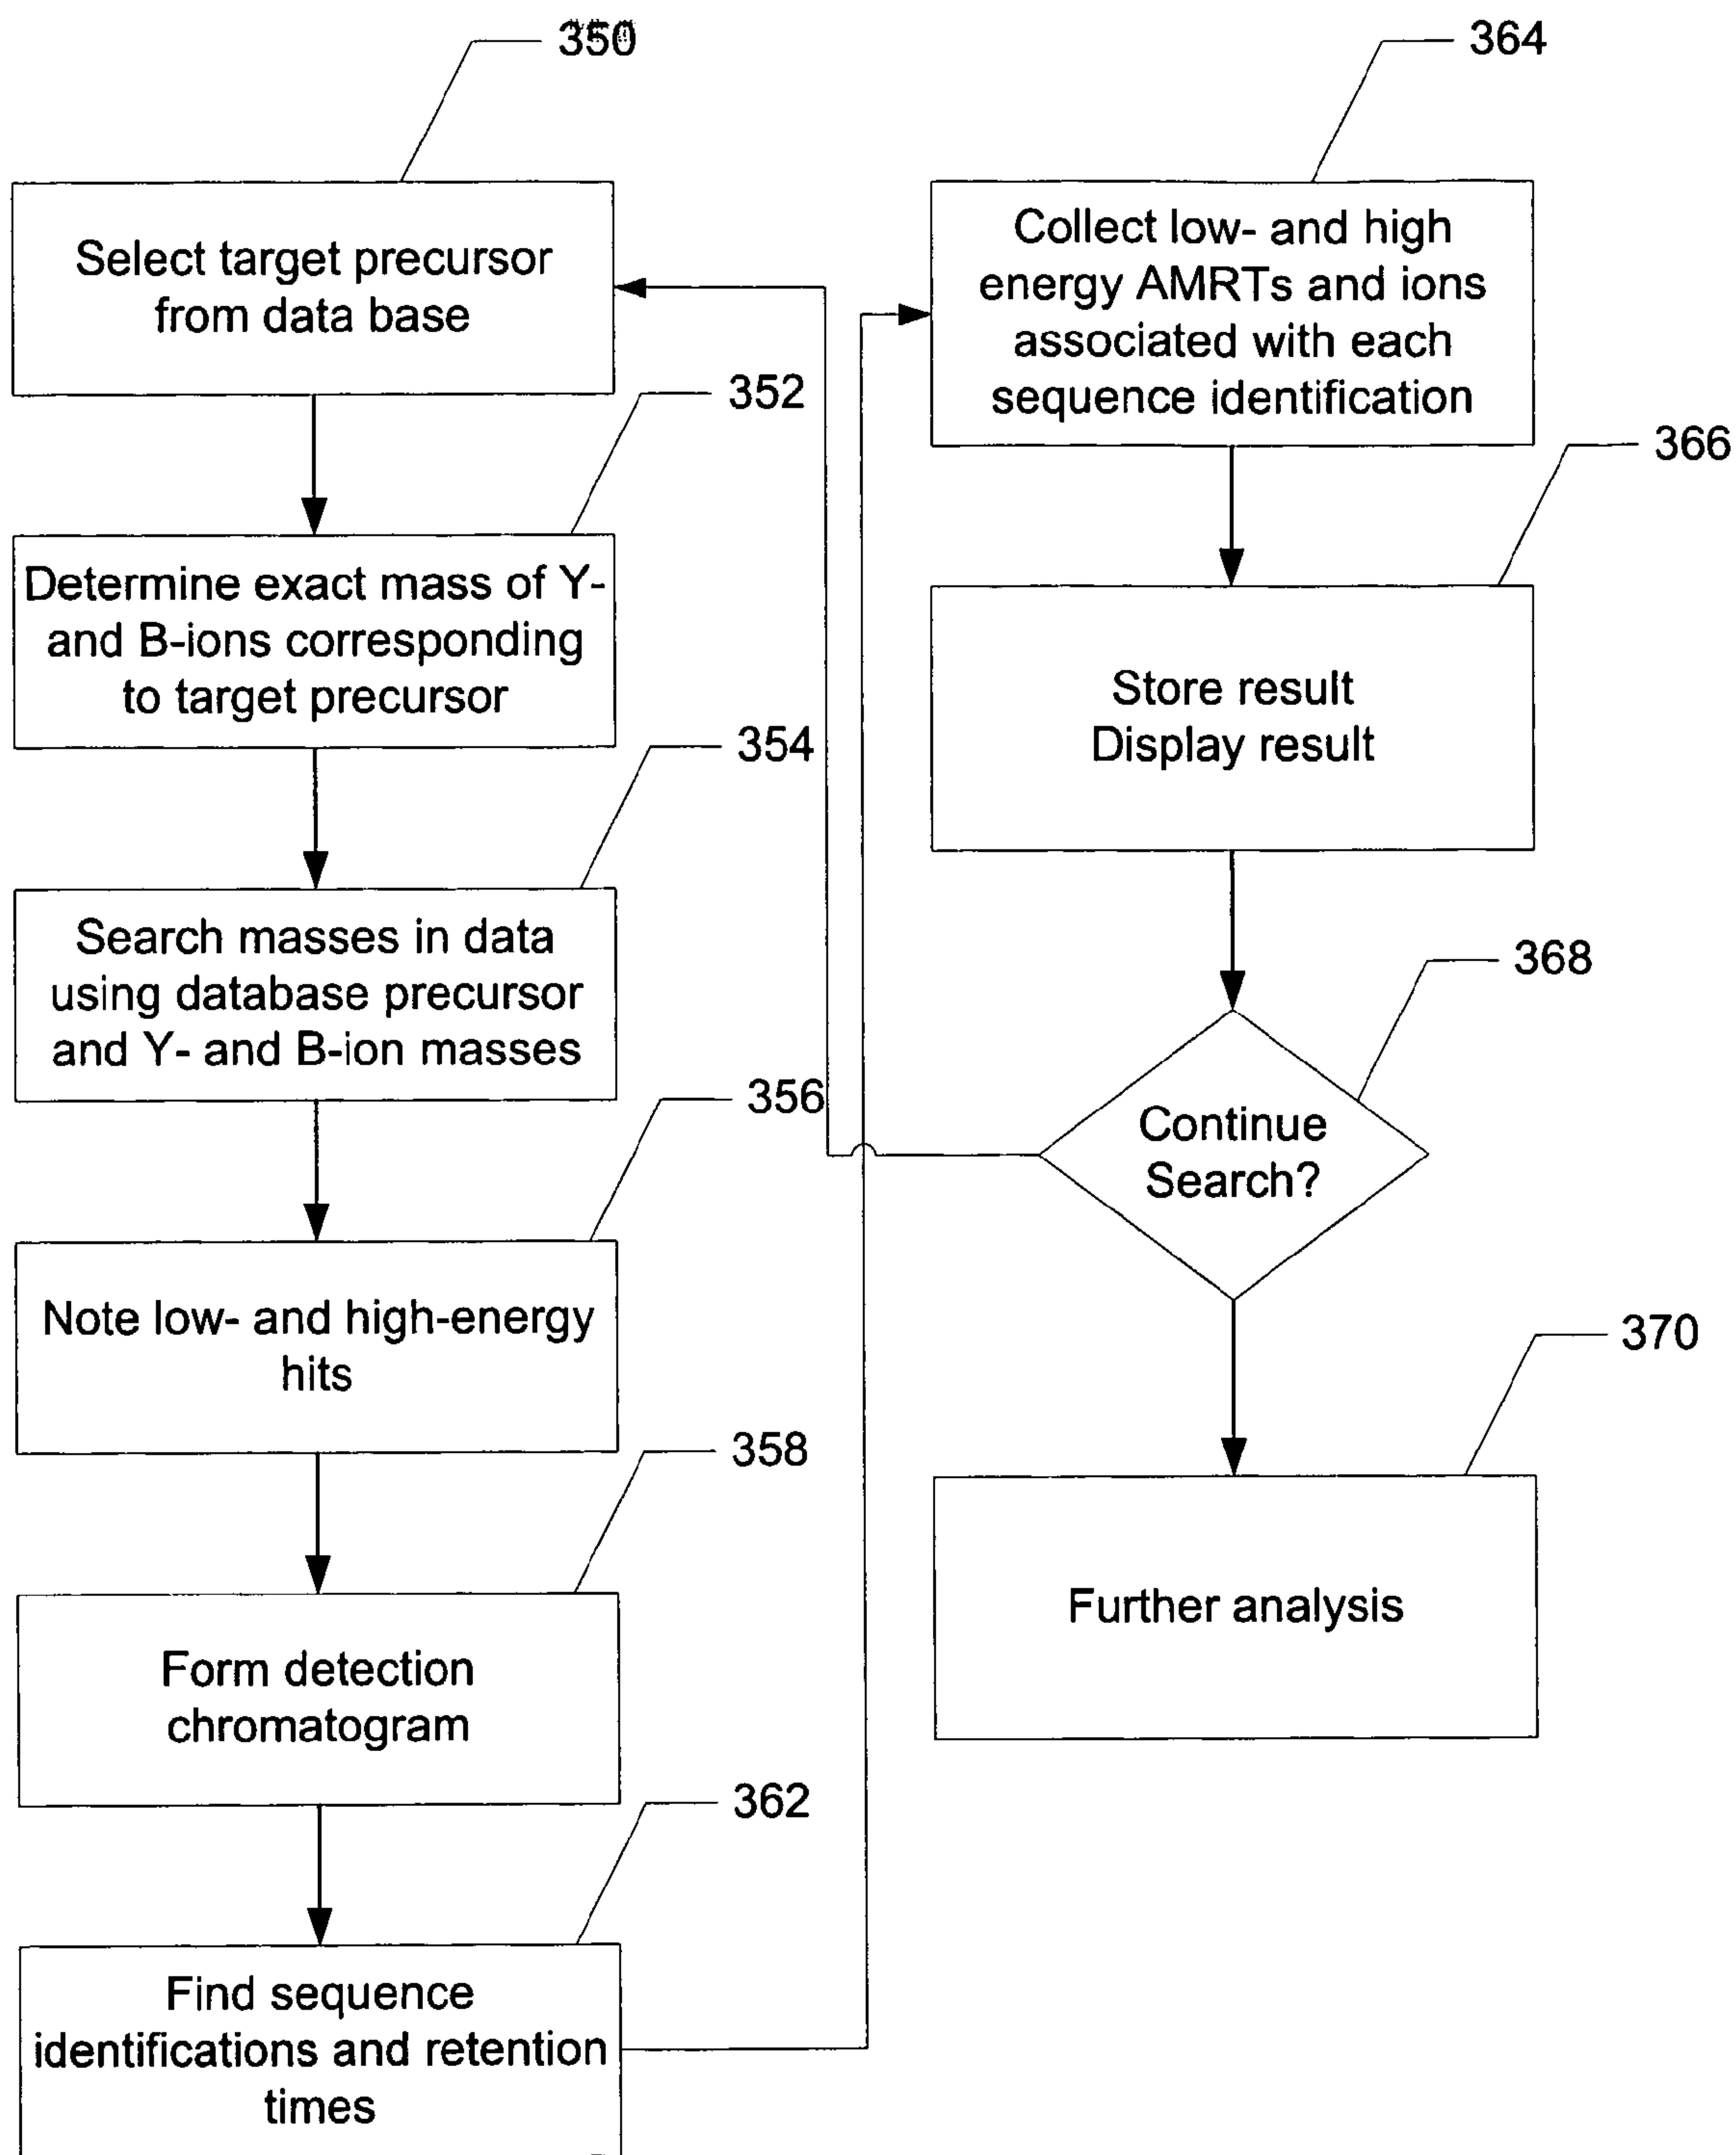 350
Select target precursor
from data base
352
Determine exact mass of Y-
and B-ions corresponding
to target precursor
354
Search masses in data
using database precursor
and Y- and B-ion masses
356
Note low- and high-energy
hits
358
Form detection
chromatogram
362
Find sequence
identifications and retention
times
364
Collect low- and high
energy AMRTs and ions
associated with each
sequence identification
366
Store result
Display result
368
Continue
Search?
370
Further analysis